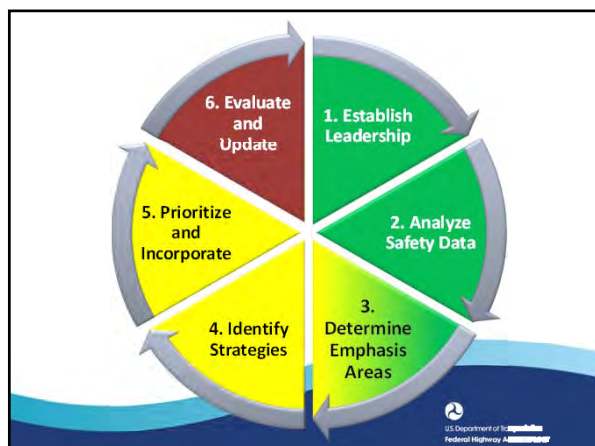 1. Establish
Leadership
2. Analyze
Safety Data
3.
Determine
Emphasis
Areas
4. Identify
Strategies
5. Prioritize
and
Incorporate
6. Evaluate
and
Update
U.S. Department of
Federal Highway